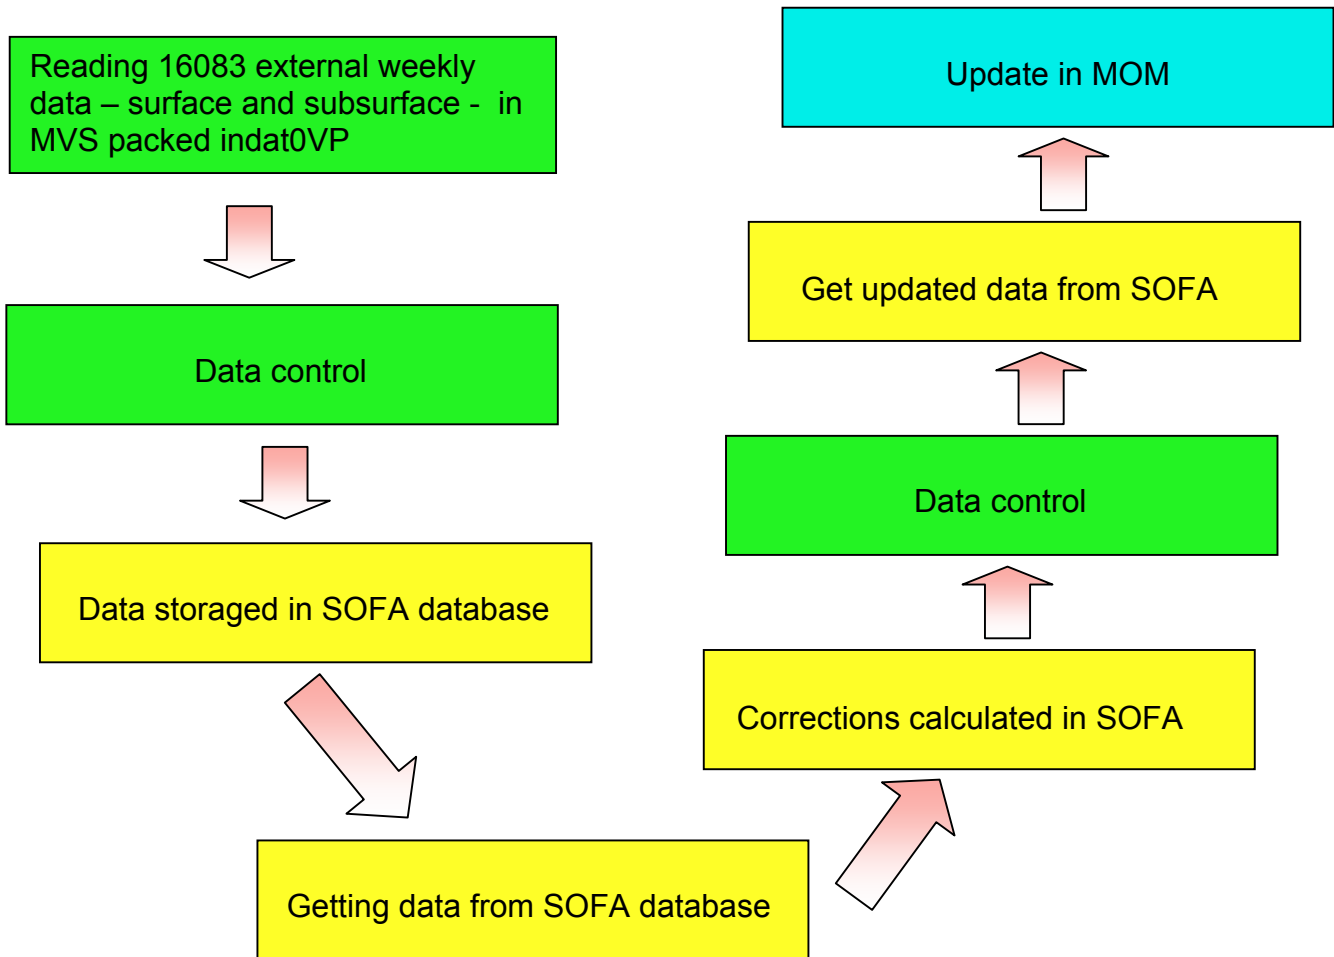 Reading 16083 external weekly
data – surface and subsurface - in
MVS packed indat0VP
Data control
Data storaged in SOFA database
Getting data from SOFA database
Corrections calculated in SOFA
Data control
Get updated data from SOFA
Update in MOM